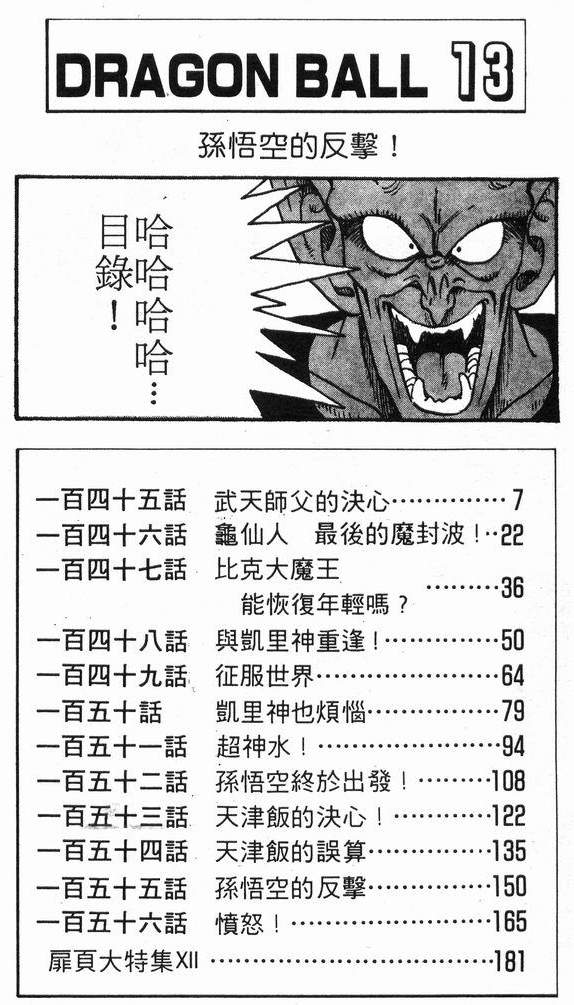 DRAGON BALL 13
孫悟空的反擊！
哈哈哈哈…
目錄！
一百四十五話 武天師父的決心…………… 7
一百四十六話 龜仙人 最後的魔封波！‥22
一百四十七話 比克大魔王
能恢復年輕嗎？ ………36
一百四十八話 與凱里神重逢！……………50
一百四十九話 征服世界……………………64
一百五十話 凱里神也煩惱………………79
一百五十一話 超神水！……………………94
一百五十二話 孫悟空終於出發！………108
一百五十三話 天津飯的決心！…………122
一百五十四話 天津飯的誤算……………135
一百五十五話 孫悟空的反擊……………150
一百五十六話 憤怒！……………………165
扉頁大特集XII ……………………………181